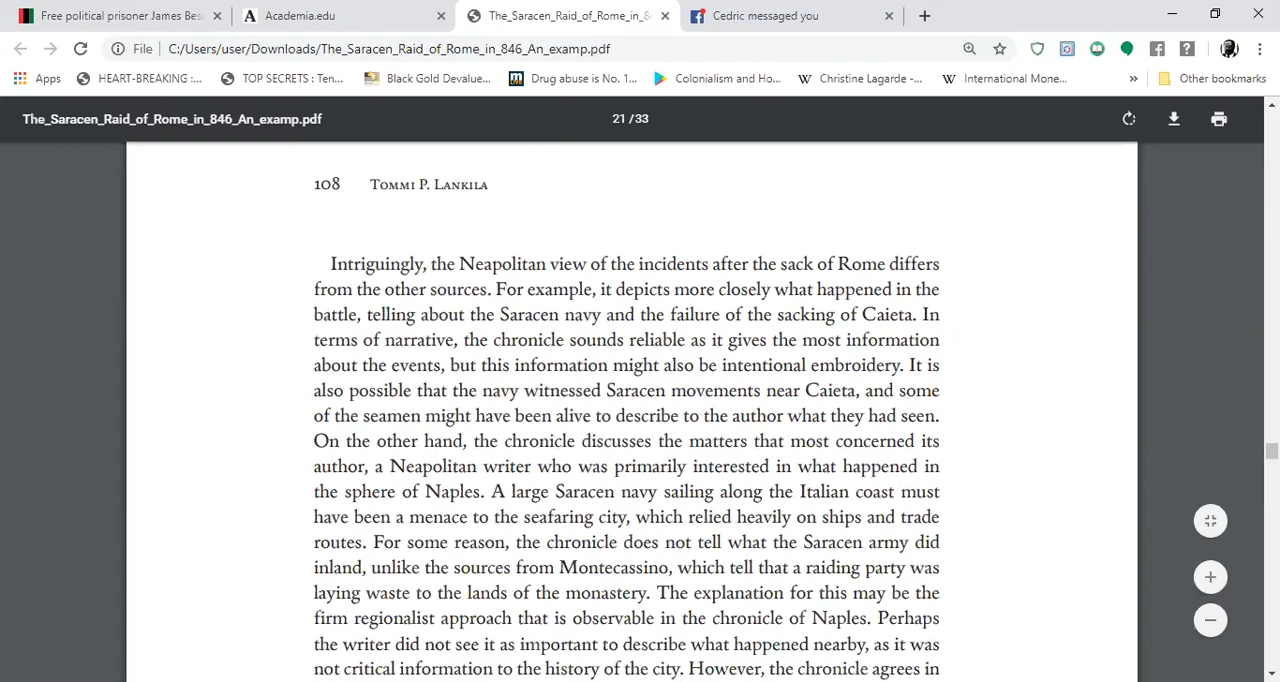 Free political prisoner James Bes
Academia.edu
The_Saracen_Raid_of_Rome_in_8
Cedric messaged you
File
C:/Users/user/Downloads/The_Saracen_Raid_of_Rome_in_846_An_examp.pdf
Apps
HEART-BREAKING :...
TOP SECRETS : Ten...
Black Gold Devalue...
Drug abuse is No. 1...
Colonialism and Ho...
Christine Lagarde -...
International Mone...
»
Other bookmarks
The_Saracen_Raid_of_Rome_in_846_An_examp.pdf
21 /33
108 Tommi P. Lankila
Intriguingly, the Neapolitan view of the incidents after the sack of Rome differs
from the other sources. For example, it depicts more closely what happened in the
battle, telling about the Saracen navy and the failure of the sacking of Caieta. In
terms of narrative, the chronicle sounds reliable as it gives the most information
about the events, but this information might also be intentional embroidery. It is
also possible that the navy witnessed Saracen movements near Caieta, and some
of the seamen might have been alive to describe to the author what they had seen.
On the other hand, the chronicle discusses the matters that most concerned its
author, a Neapolitan writer who was primarily interested in what happened in
the sphere of Naples. A large Saracen navy sailing along the Italian coast must
have been a menace to the seafaring city, which relied heavily on ships and trade
routes. For some reason, the chronicle does not tell what the Saracen army did
inland, unlike the sources from Montecassino, which tell that a raiding party was
laying waste to the lands of the monastery. The explanation for this may be the
firm regionalist approach that is observable in the chronicle of Naples. Perhaps
the writer did not see it as important to describe what happened nearby, as it was
not critical information to the history of the city. However, the chronicle agrees in